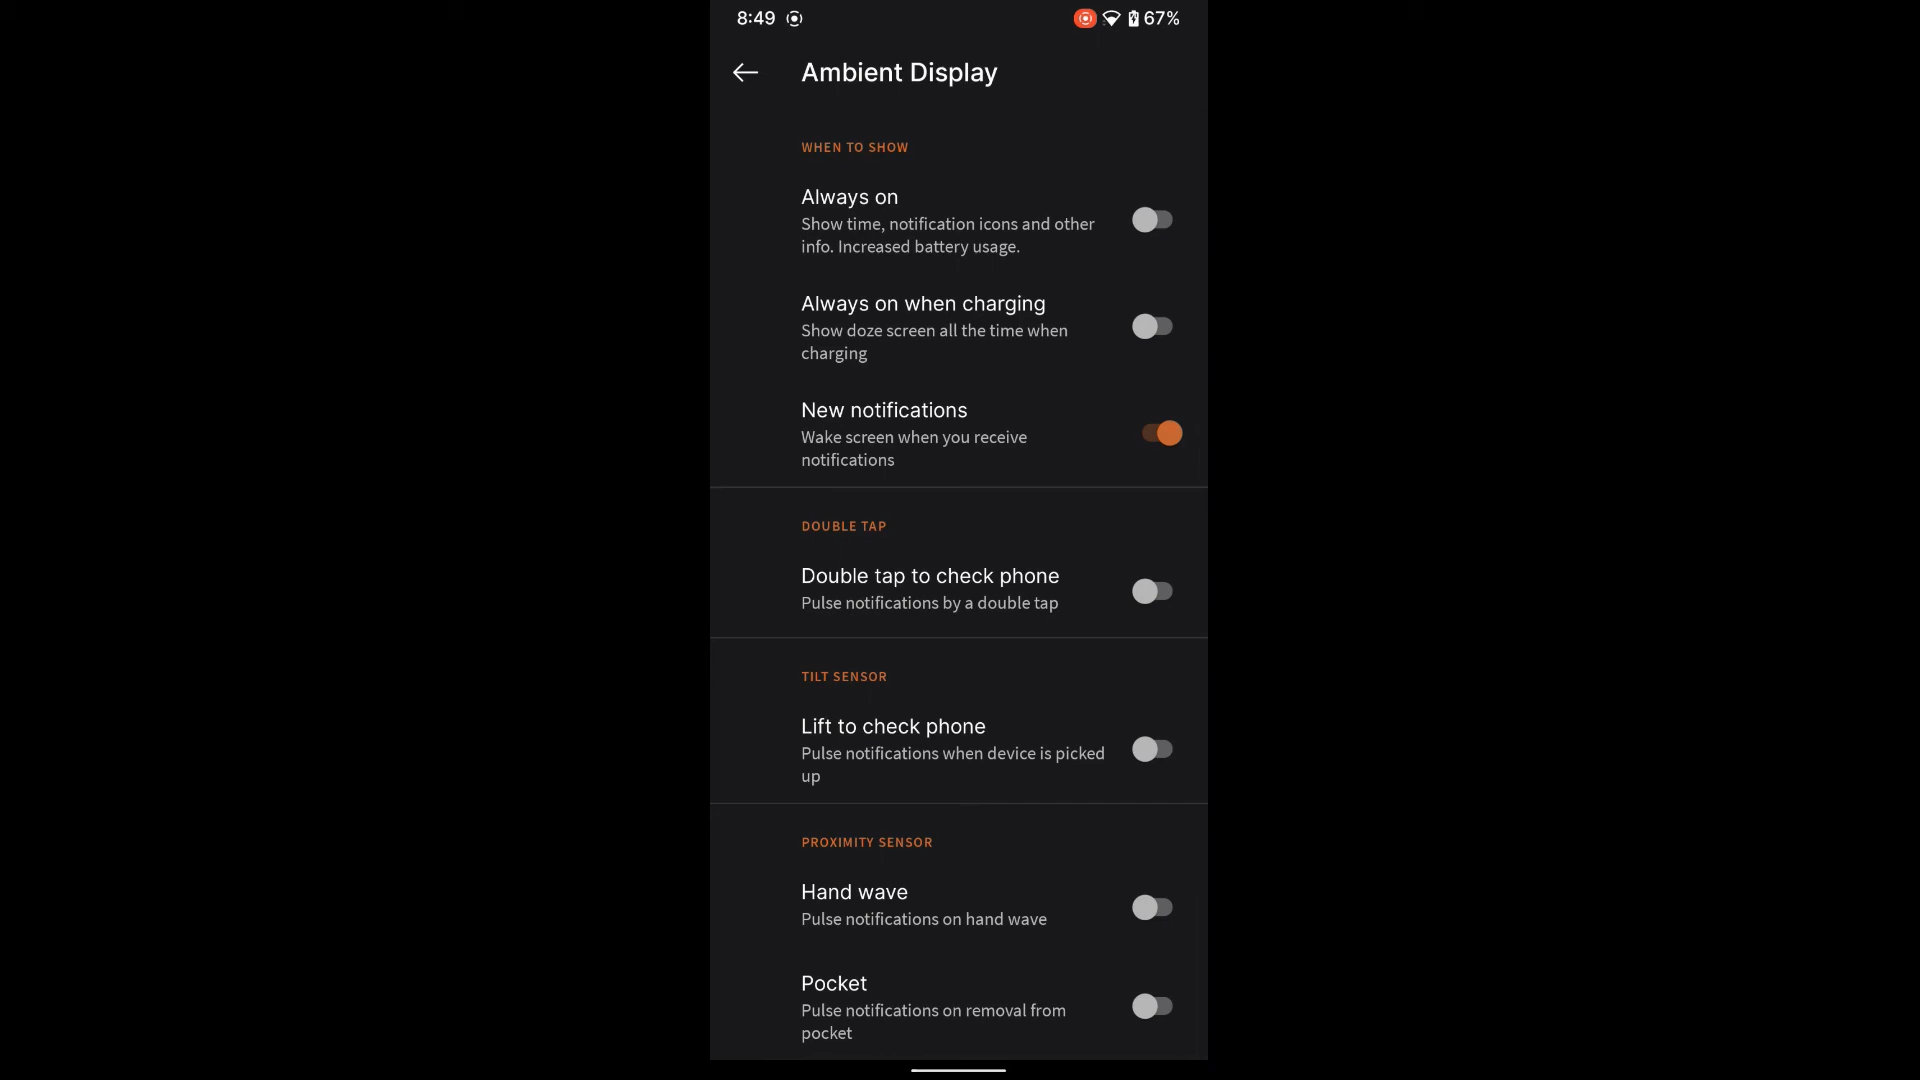 8:49 67%
Ambient Display
WHEN TO SHOW
Always on
Show time, notification icons and other
info. Increased battery usage.
Always on when charging
Show doze screen all the time when
charging
New notifications
Wake screen when you receive
notifications
DOUBLE TAP
Double tap to check phone
Pulse notifications by a double tap
TILT SENSOR
Lift to check phone
Pulse notifications when device is picked
up
PROXIMITY SENSOR
Hand wave
Pulse notifications on hand wave
Pocket
Pulse notifications on removal from
pocket